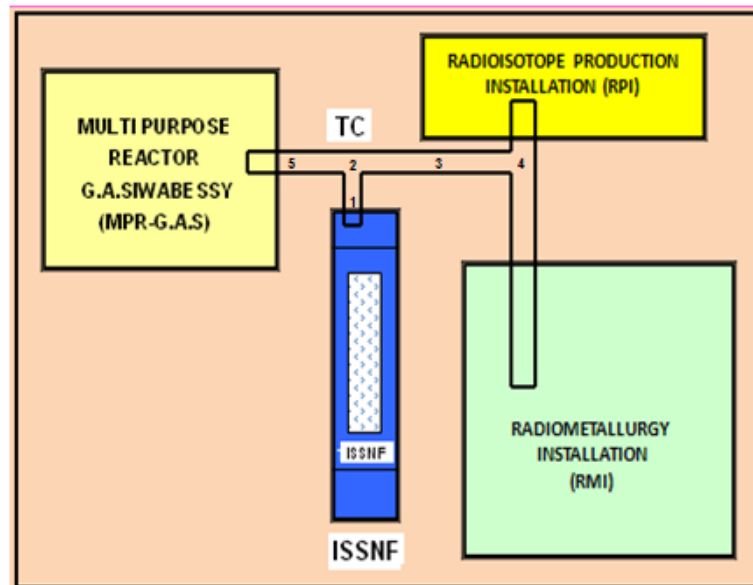 RADIOISOTOPE PRODUCTION
INSTALLATION (RPI)
MULTI PURPOSE
REACTOR
G.A.SIWABESSY
(MPR-G.A.S)
TC
5
2
3
4
1
ISSNF
ISSNF
RADIOMETALLURGY
INSTALLATION
(RMI)